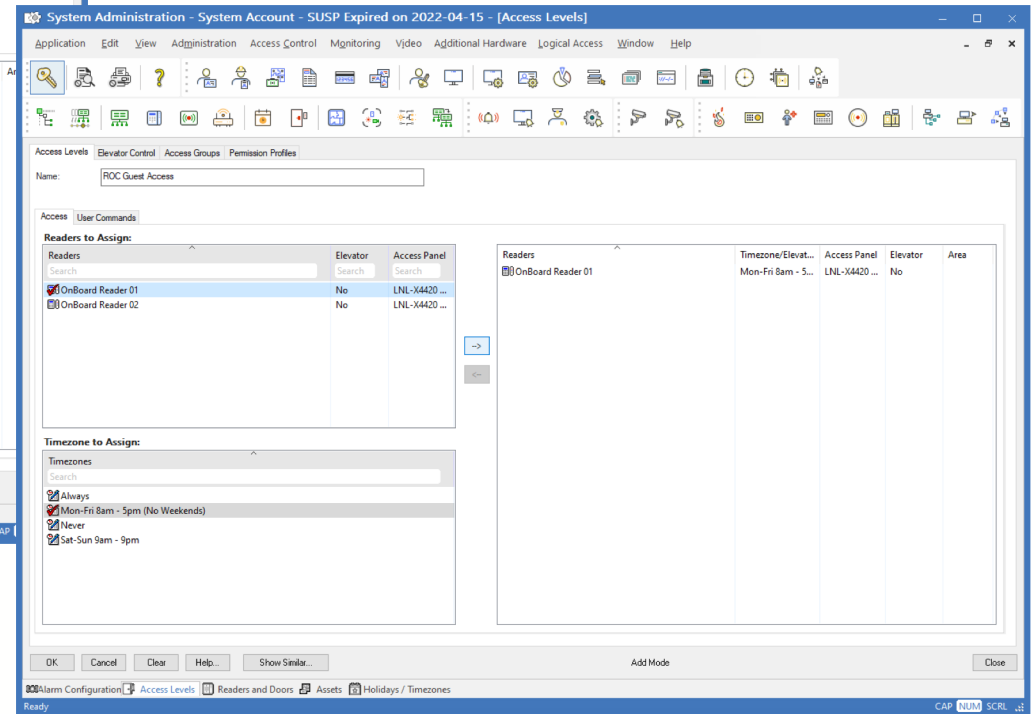 System Administration - System Account - SUSP Expired on 2022-04-15 - [Access Levels]
Application Edit View Administration Access Control Monitoring Video Additional Hardware Logical Access Window Help
Access Levels Elevator Control Access Groups Permission Profiles
Name: ROC Guest Access
Access User Commands
Readers to Assign:
Readers Elevator Access Panel
Search Search Search
OnBoard Reader 01 No LNL-X4420 ...
OnBoard Reader 02 No LNL-X4420 ...
Readers Timezone/Elevat... Access Panel Elevator Area
OnBoard Reader 01 Mon-Fri 8am - 5... LNL-X4420 ... No
-->
<--
Timezone to Assign:
Timezones
Search
Always
Mon-Fri 8am - 5pm (No Weekends)
Never
Sat-Sun 9am - 9pm
OK Cancel Clear Help... Show Similar... Add Mode Close
Alarm Configuration Access Levels Readers and Doors Assets Holidays / Timezones
Ready CAP NUM SCRL